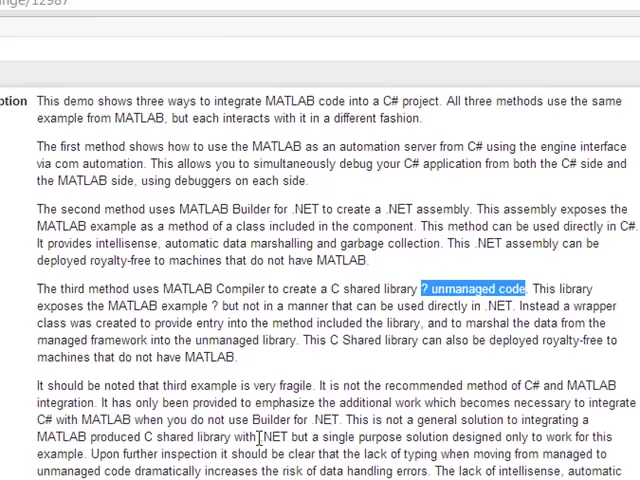 This demo shows three ways to integrate MATLAB code into a C# project. All three methods use the same
example from MATLAB, but each interacts with it in a different fashion.
The first method shows how to use the MATLAB as an automation server from C# using the engine interface
via com automation. This allows you to simultaneously debug your C# application from both the C# side and
the MATLAB side, using debuggers on each side.
The second method uses MATLAB Builder for .NET to create a .NET assembly. This assembly exposes the
MATLAB example as a method of a class included in the component. This method can be used directly in C#.
It provides intellisense, automatic data marshalling and garbage collection. This .NET assembly can be
deployed royalty-free to machines that do not have MATLAB.
The third method uses MATLAB Compiler to create a C shared library ? unmanaged code. This library
exposes the MATLAB example ? but not in a manner that can be used directly in .NET. Instead a wrapper
class was created to provide entry into the method included the library, and to marshal the data from the
managed framework into the unmanaged library. This C Shared library can also be deployed royalty-free to
machines that do not have MATLAB.
It should be noted that third example is very fragile. It is not the recommended method of C# and MATLAB
integration. It has only been provided to emphasize the additional work which becomes necessary to integrate
C# with MATLAB when you do not use Builder for .NET. This is not a general solution to integrating a
MATLAB produced C shared library with .NET but a single purpose solution designed only to work for this
example. Upon further inspection it should be clear that the lack of typing when moving from managed to
unmanaged code dramatically increases the risk of data handling errors. The lack of intellisense, automatic